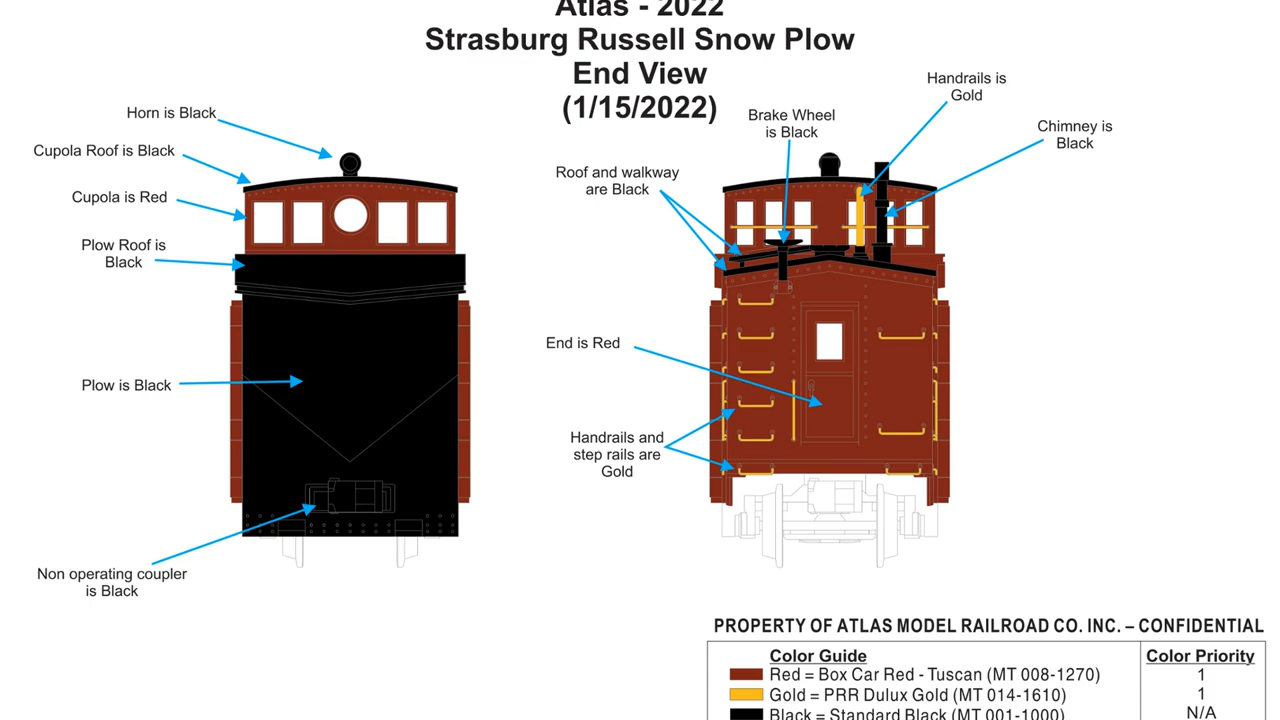 Atlas - 2022
Strasburg Russell Snow Plow
End View
(1/15/2022)
Handrails is
Gold
Horn is Black
Brake Wheel
is Black
Chimney is
Black
Cupola Roof is Black
Roof and walkway
are Black
Cupola is Red
Plow Roof is
Black
End is Red
Plow is Black
Handrails and
step rails are
Gold
Non operating coupler
is Black
PROPERTY OF ATLAS MODEL RAILROAD CO. INC. – CONFIDENTIAL
Color Guide
Color Priority
Red = Box Car Red - Tuscan (MT 008-1270)
1
Gold = PRR Dulux Gold (MT 014-1610)
1
Black = Standard Black (MT 001-1000)
N/A